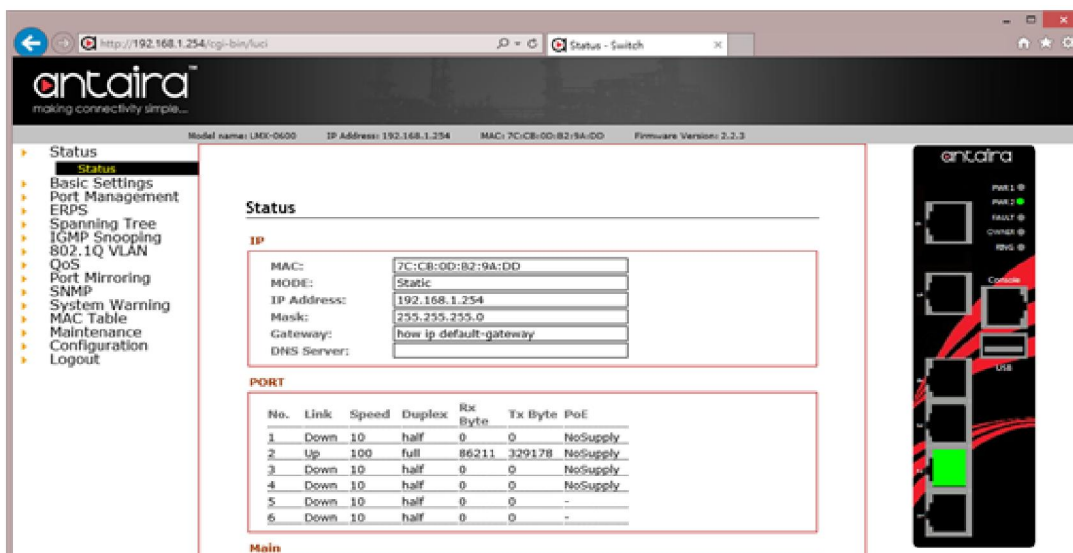 http://192.168.1.254/cgi-bin/luci
Status - Switch
antaira™
making connectivity simple...
Model name: LMX-0600 IP Address: 192.168.1.254 MAC: 7C:CB:0D:B2:9A:DD Firmware Version: 2.2.3
Status
Status
Basic Settings
Port Management
ERPS
Spanning Tree
IGMP Snooping
802.1Q VLAN
QoS
Port Mirroring
SNMP
System Warning
MAC Table
Maintenance
Configuration
Logout
Status
IP
MAC: 7C:CB:0D:B2:9A:DD
MODE: Static
IP Address: 192.168.1.254
Mask: 255.255.255.0
Gateway: how ip default-gateway
DNS Server:
PORT
No. Link Speed Duplex Rx Byte Tx Byte PoE
1 Down 10 half 0 0 NoSupply
2 Up 100 full 86211 329178 NoSupply
3 Down 10 half 0 0 NoSupply
4 Down 10 half 0 0 NoSupply
5 Down 10 half 0 0 -
6 Down 10 half 0 0 -
Main
antaira
PWR 1
PWR 2
FAULT
OWNER
RING
Console
USB